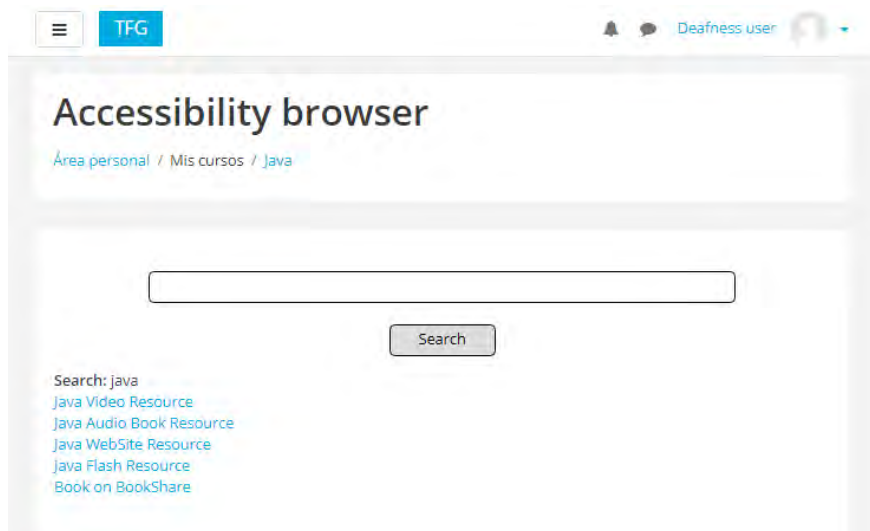 TFG
Deafness user
Accessibility browser
Área personal / Mis cursos / Java
Search
Search: java
Java Video Resource
Java Audio Book Resource
Java WebSite Resource
Java Flash Resource
Book on BookShare